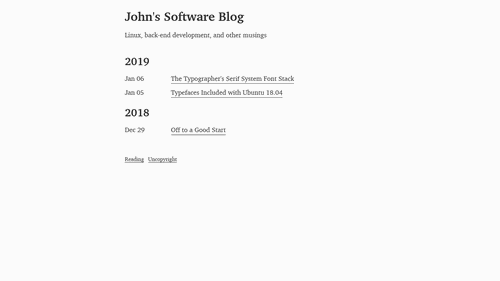 John's Software Blog
Linux, back-end development, and other musings
2019
Jan 06 The Typographer's Serif System Font Stack
Jan 05 Typefaces Included with Ubuntu 18.04
2018
Dec 29 Off to a Good Start
Reading Uncopyright